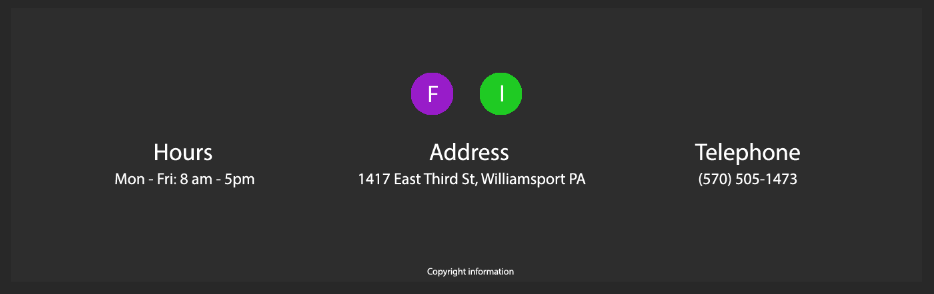 F I
Hours Address Telephone
Mon - Fri: 8 am - 5pm 1417 East Third St, Williamsport PA (570) 505-1473
Copyright information